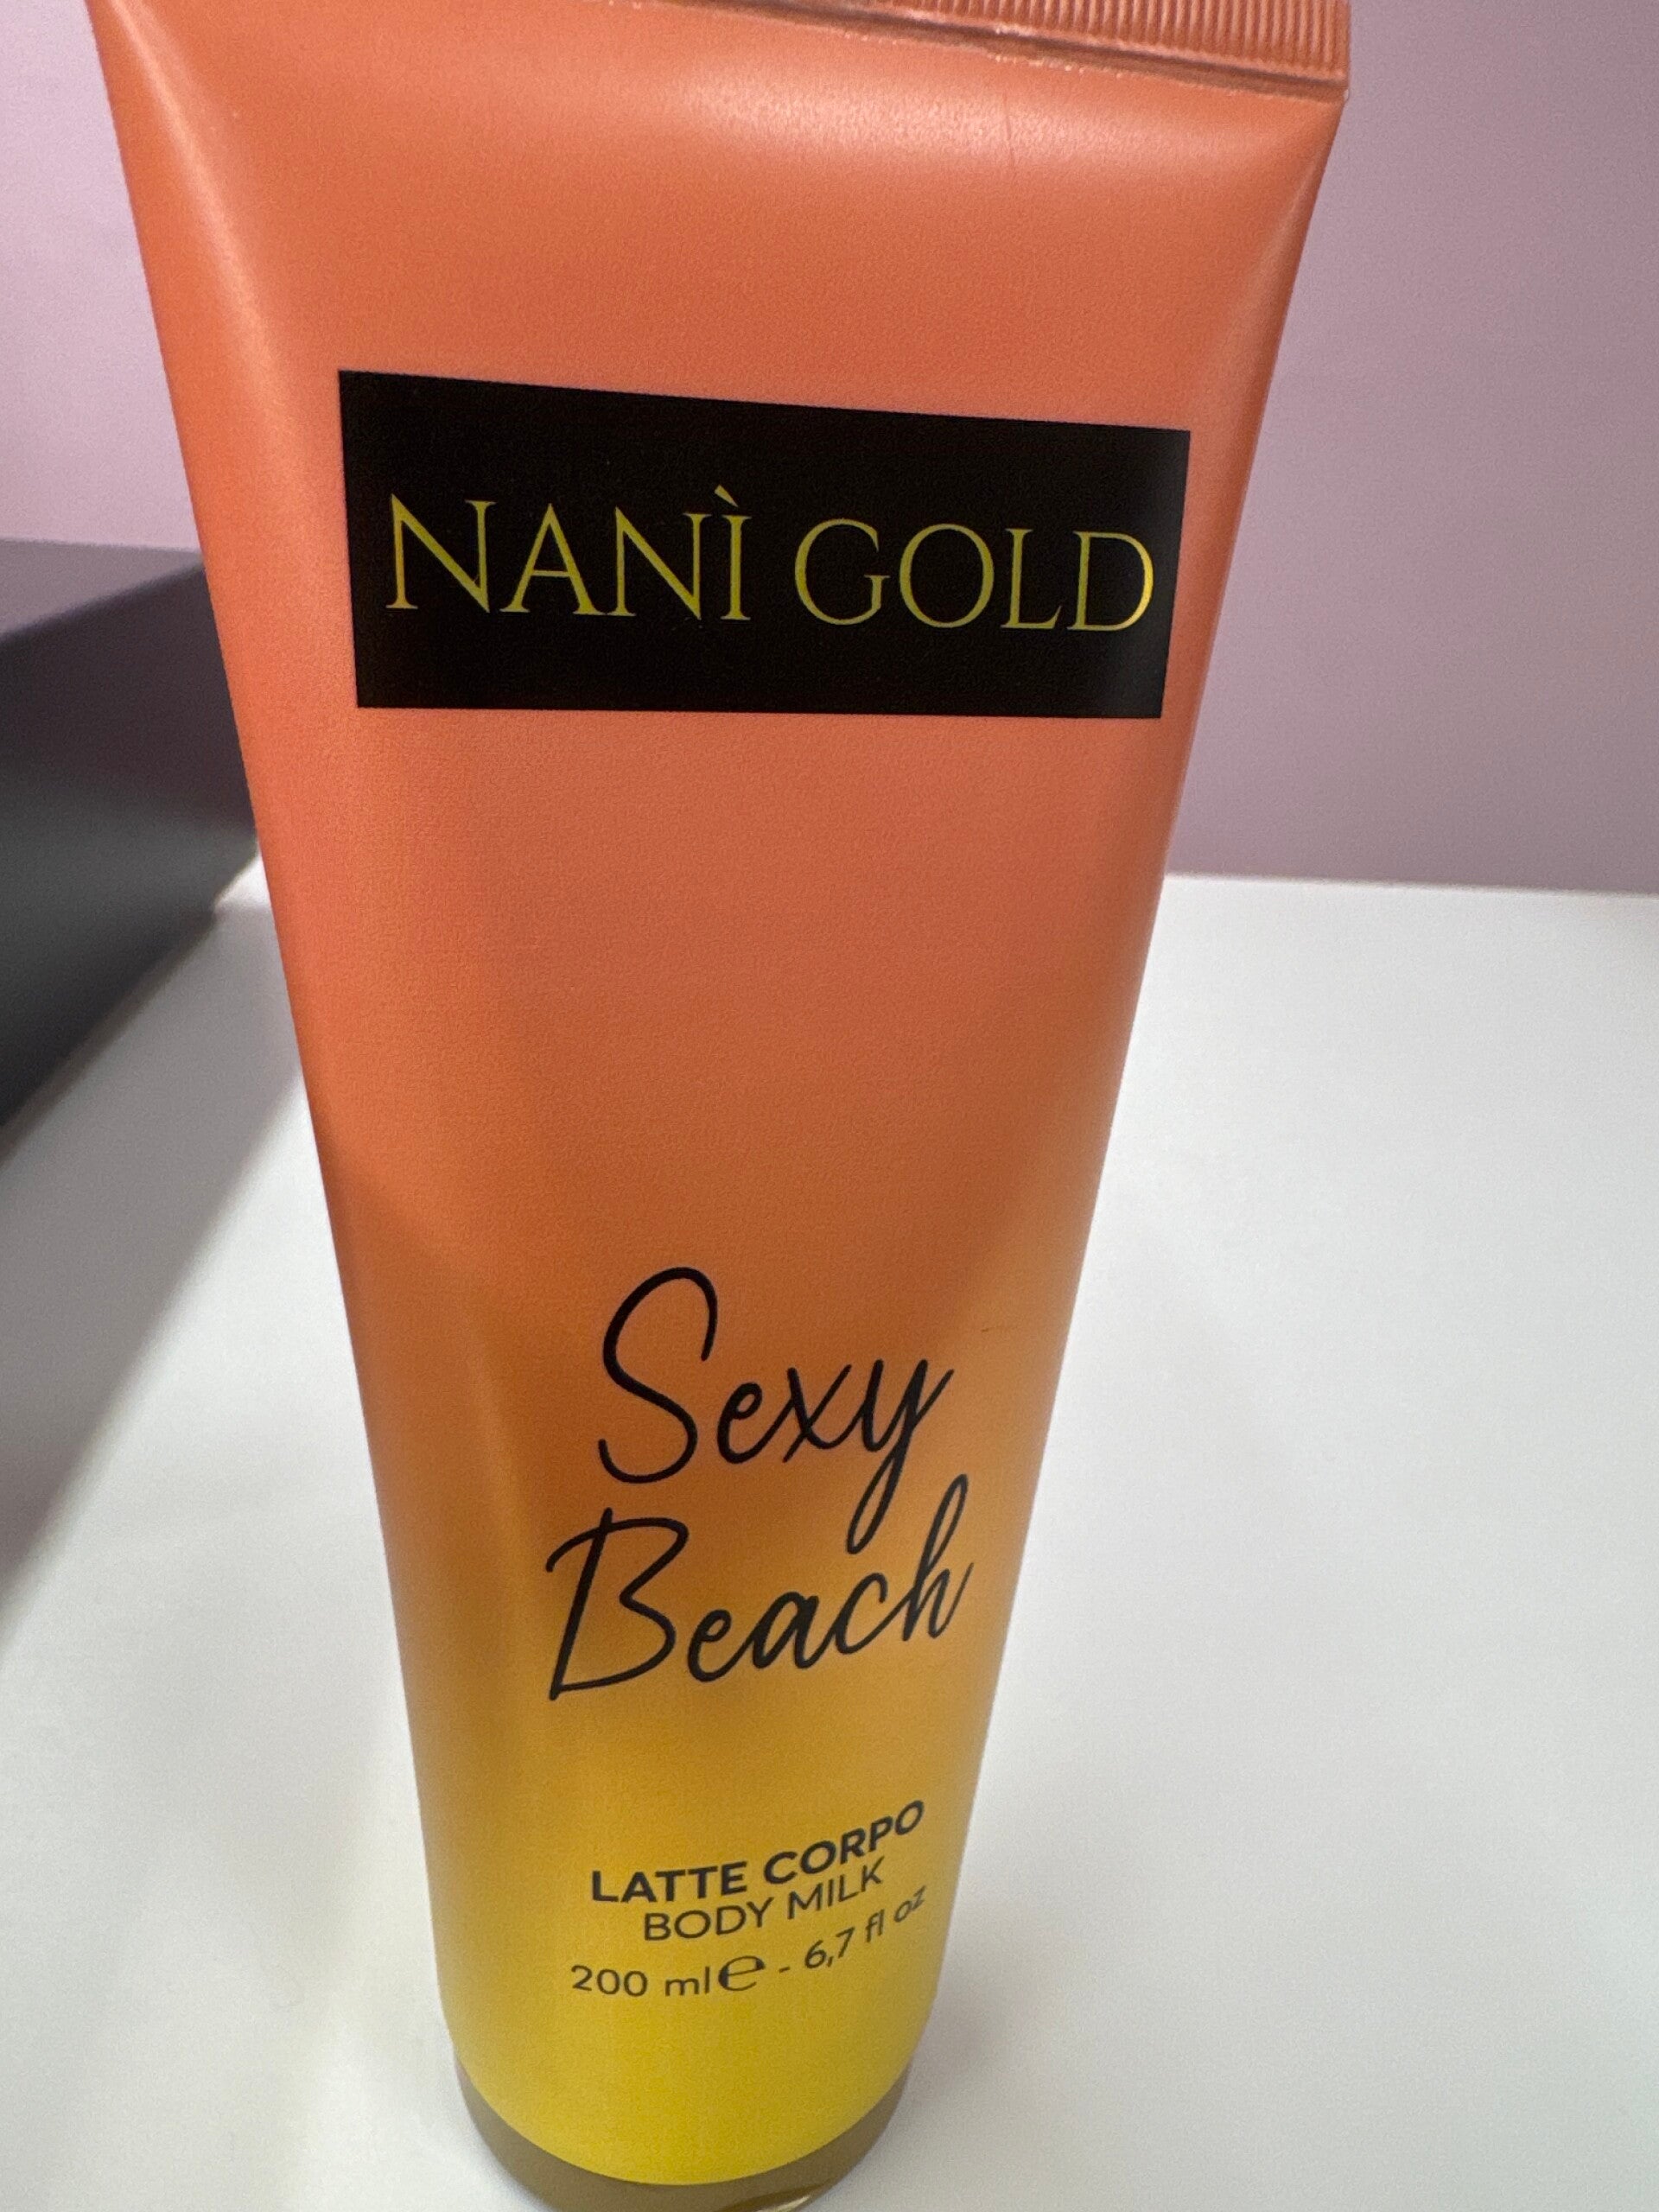 NANÌ GOLD
Sexy
Beach
LATTE CORPO
BODY MILK
200 ml ℮ - 6,7 fl oz